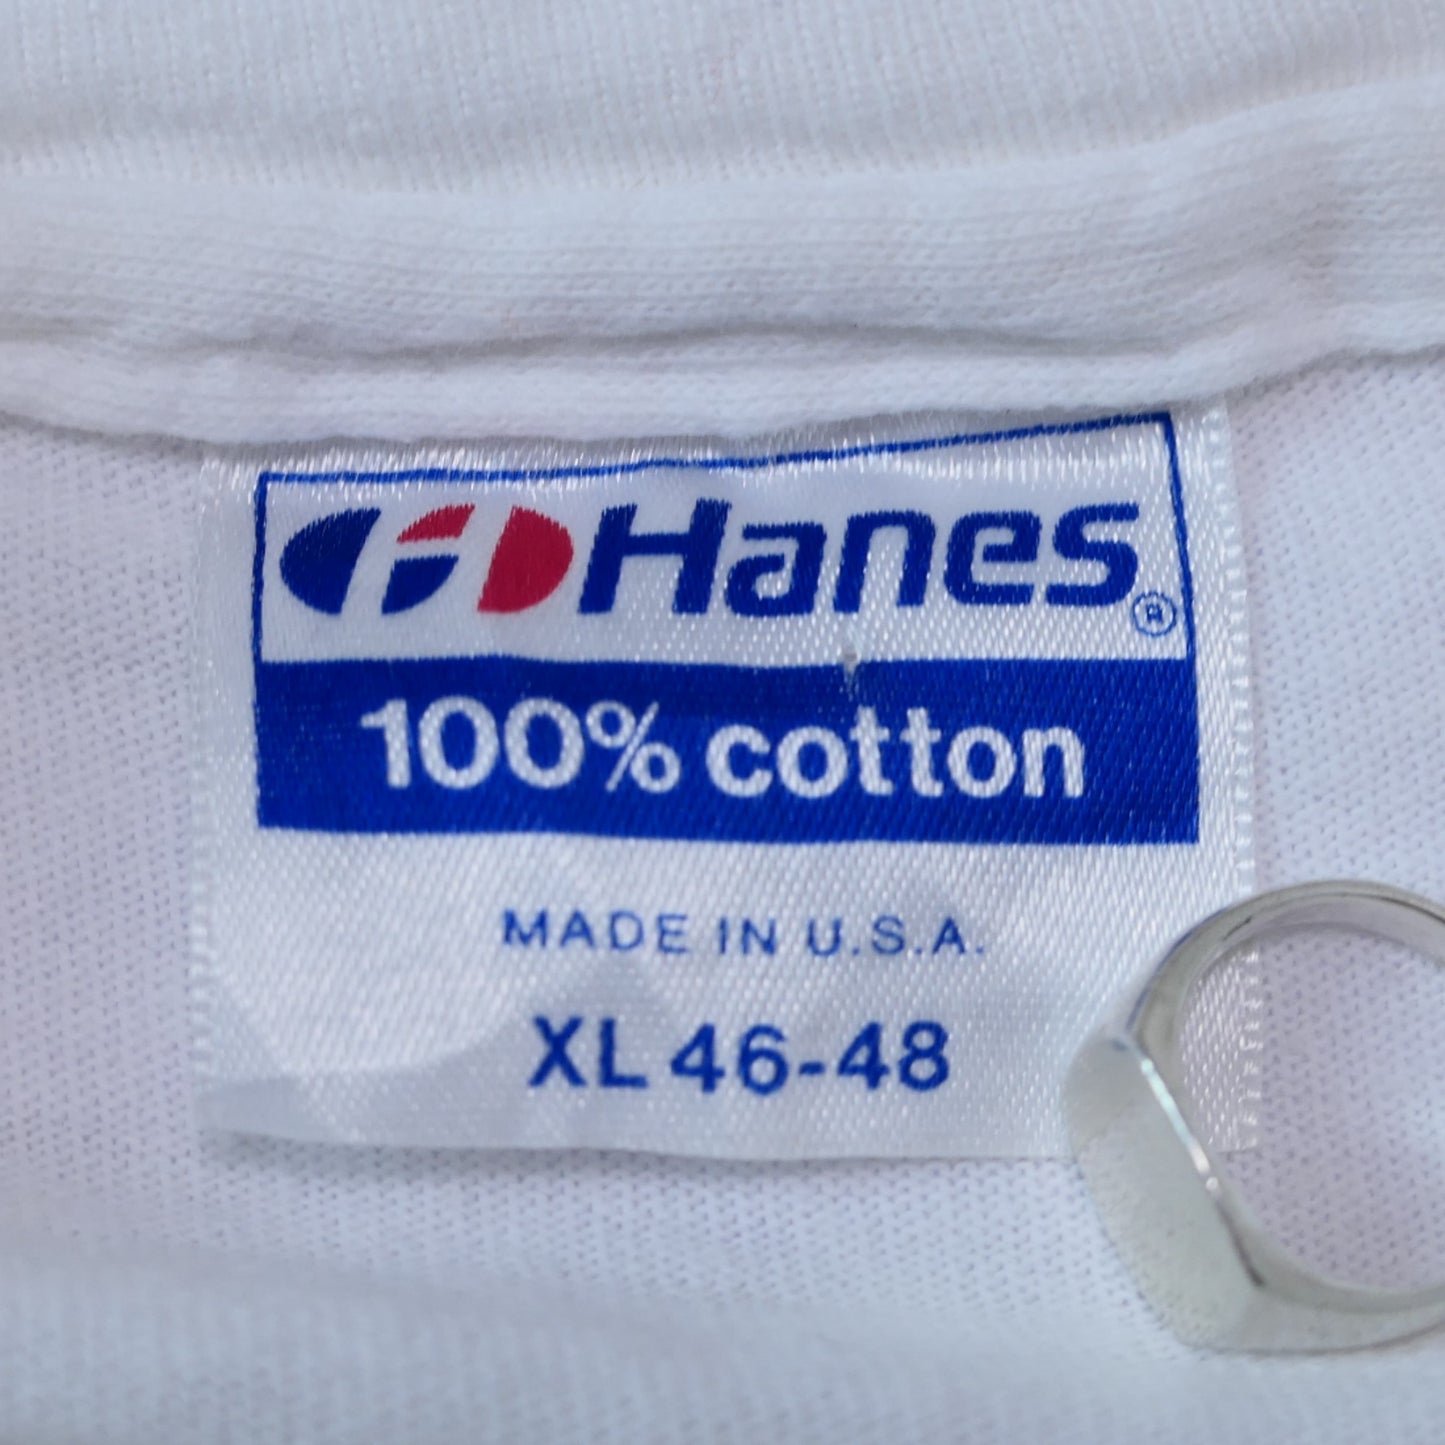 Hanes®
100% cotton
MADE IN U.S.A.
XL 46-48